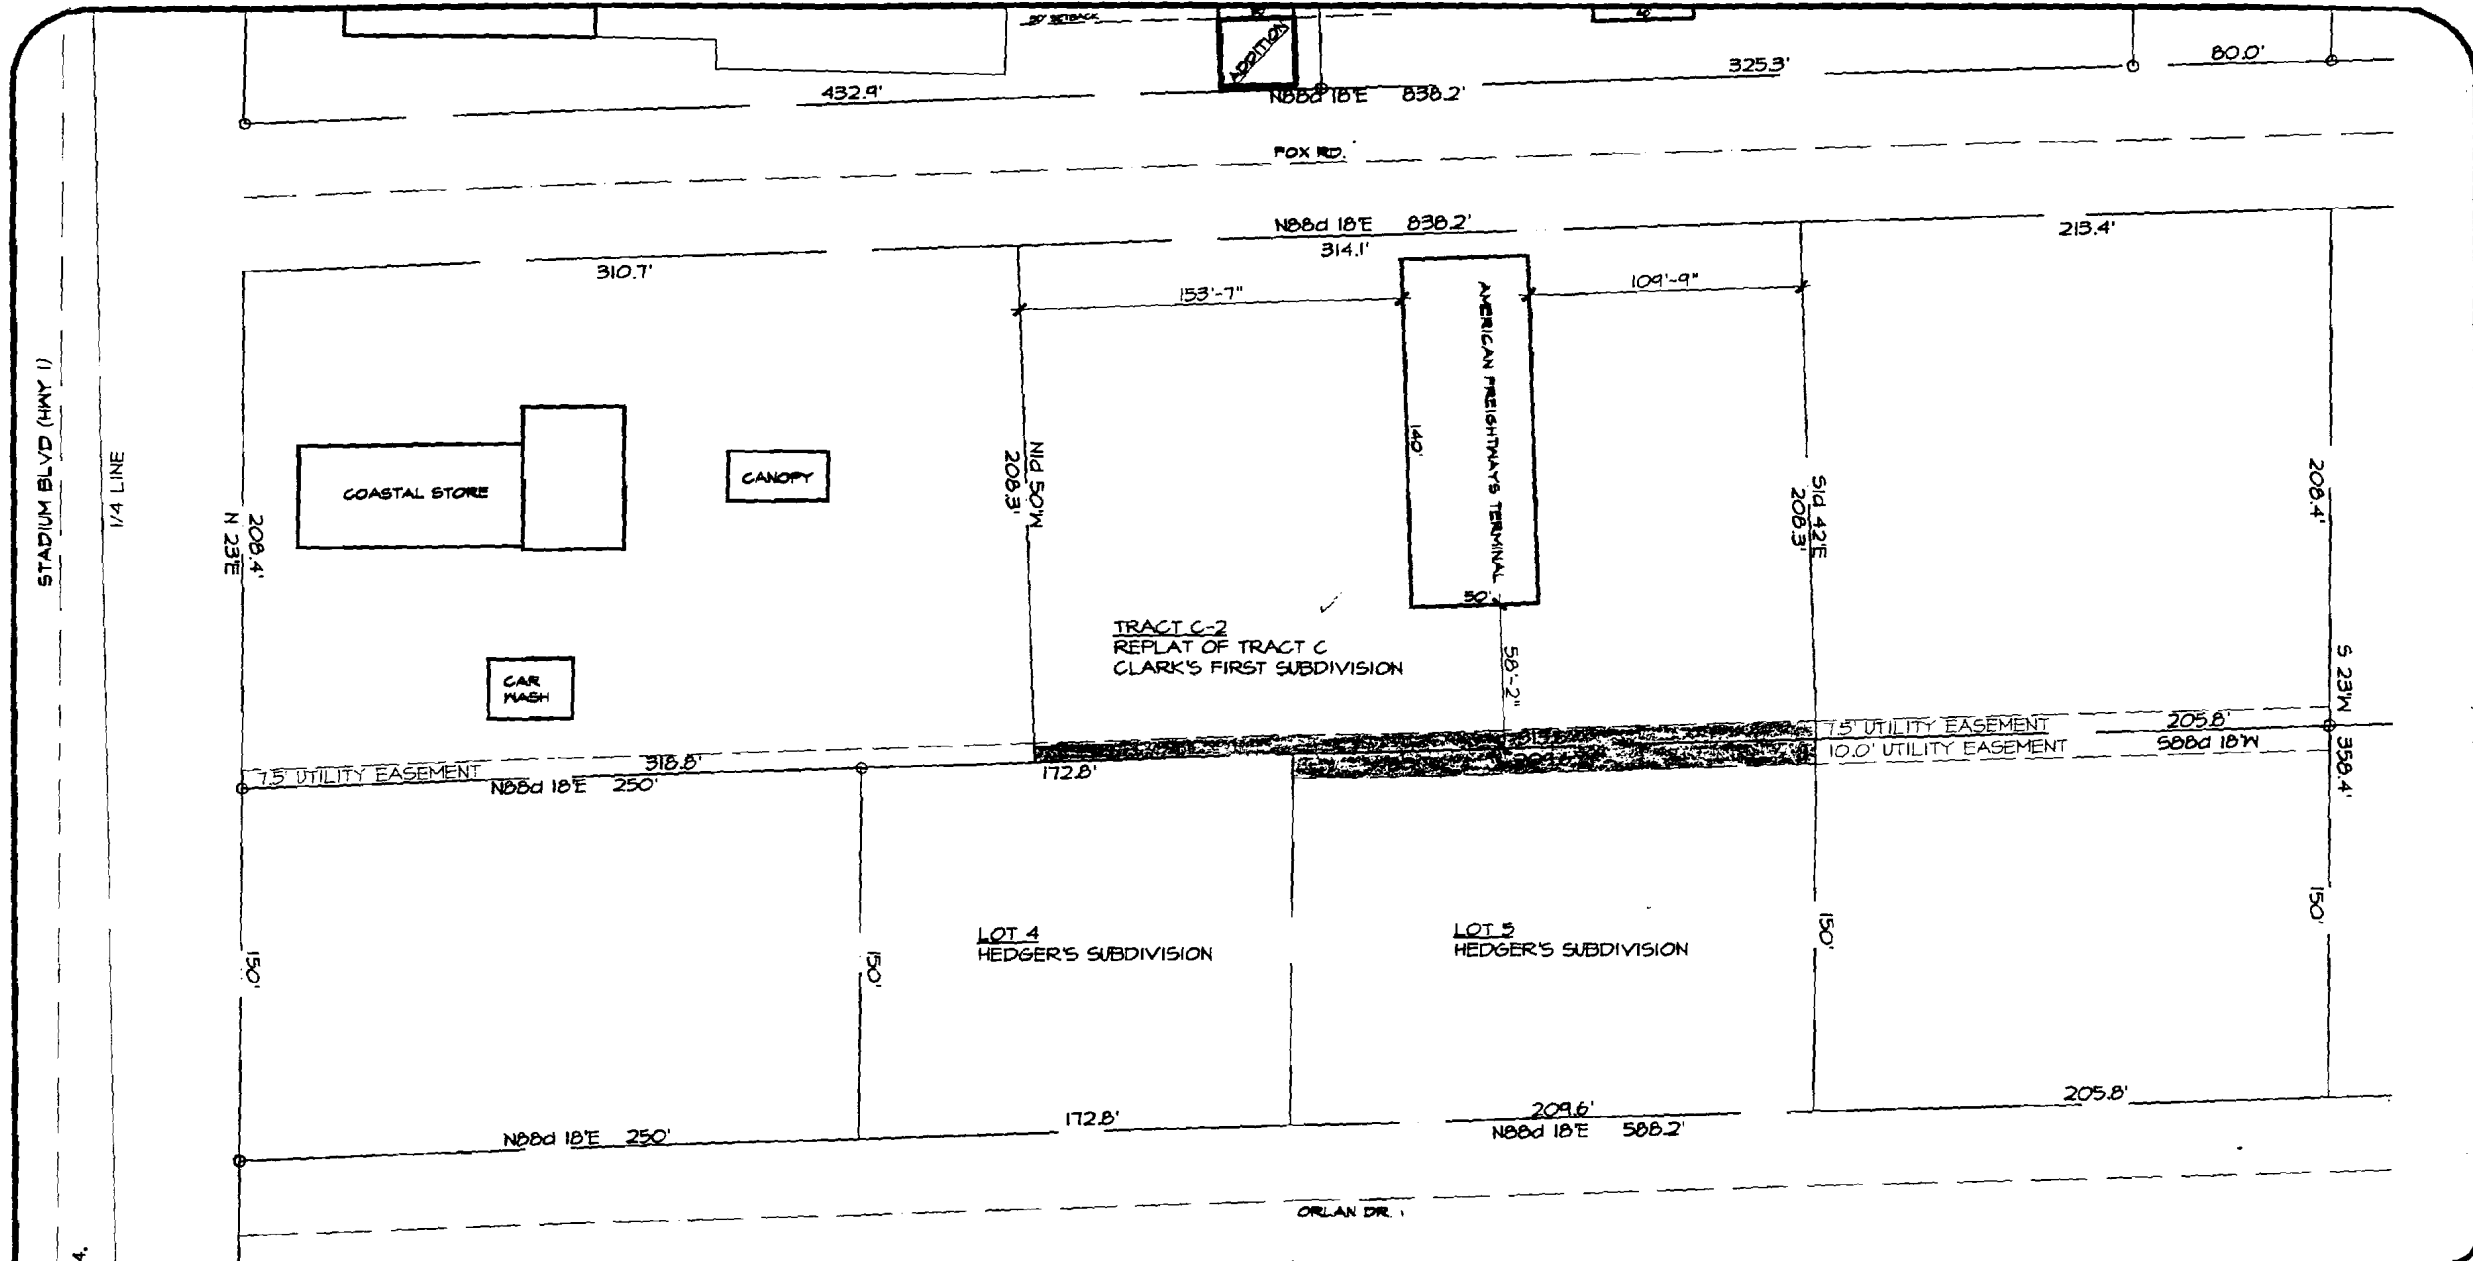 20' SETBACK
ADDITION
432.9'
325.3'
80.0'
N88d 18'E 838.2'
FOX RD.
N88d 18'E 838.2'
310.7'
314.1'
213.4'
153'-7"
109'-9"
STADIUM BLVD (HWY 1)
1/4 LINE
208.4'
N 23'E
COASTAL STORE
CANOPY
CAR
WASH
N1d 50'W
208.3'
140'
AMERICAN FREIGHTWAYS TERMINAL
50'
58'-2"
S1d 42'E
208.3'
208.4'
S 23'W
358.4'
TRACT C-2
REPLAT OF TRACT C
CLARK'S FIRST SUBDIVISION
7.5' UTILITY EASEMENT
205.8'
10.0' UTILITY EASEMENT
S88d 18'W
7.5' UTILITY EASEMENT
318.8'
N88d 18'E 250'
172.8'
LOT 4
HEDGER'S SUBDIVISION
LOT 5
HEDGER'S SUBDIVISION
150'
150'
150'
150'
N88d 18'E 250'
172.8'
209.6'
N88d 18'E 588.2'
205.8'
ORLAN DR.
4.